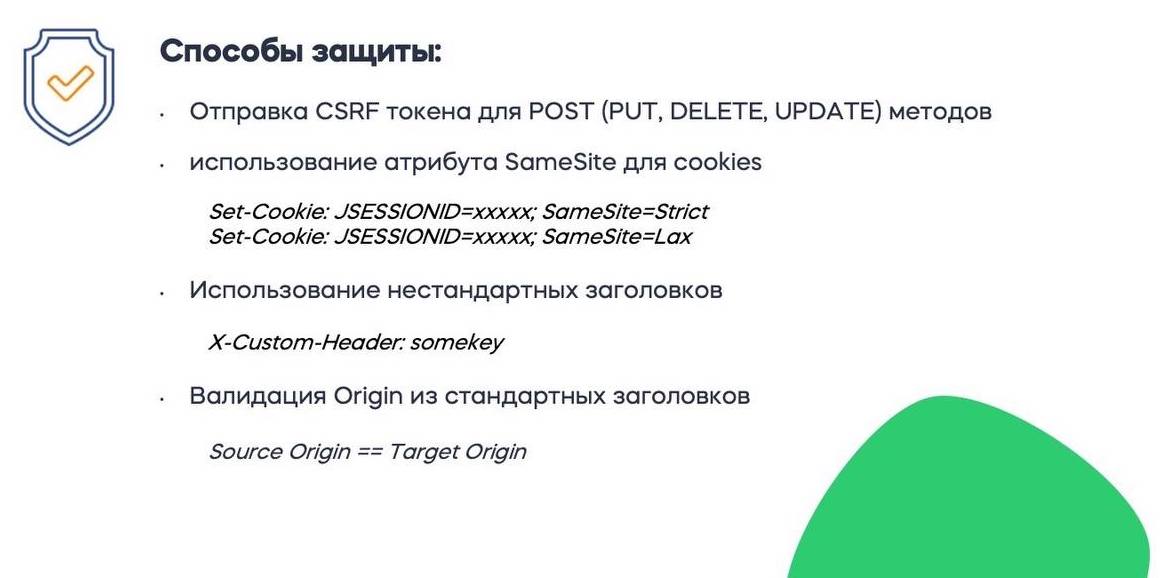 Способы защиты:
· Отправка CSRF токена для POST (PUT, DELETE, UPDATE) методов
· использование атрибута SameSite для cookies
Set-Cookie: JSESSIONID=xxxxx; SameSite=Strict
Set-Cookie: JSESSIONID=xxxxx; SameSite=Lax
· Использование нестандартных заголовков
X-Custom-Header: somekey
· Валидация Origin из стандартных заголовков
Source Origin == Target Origin